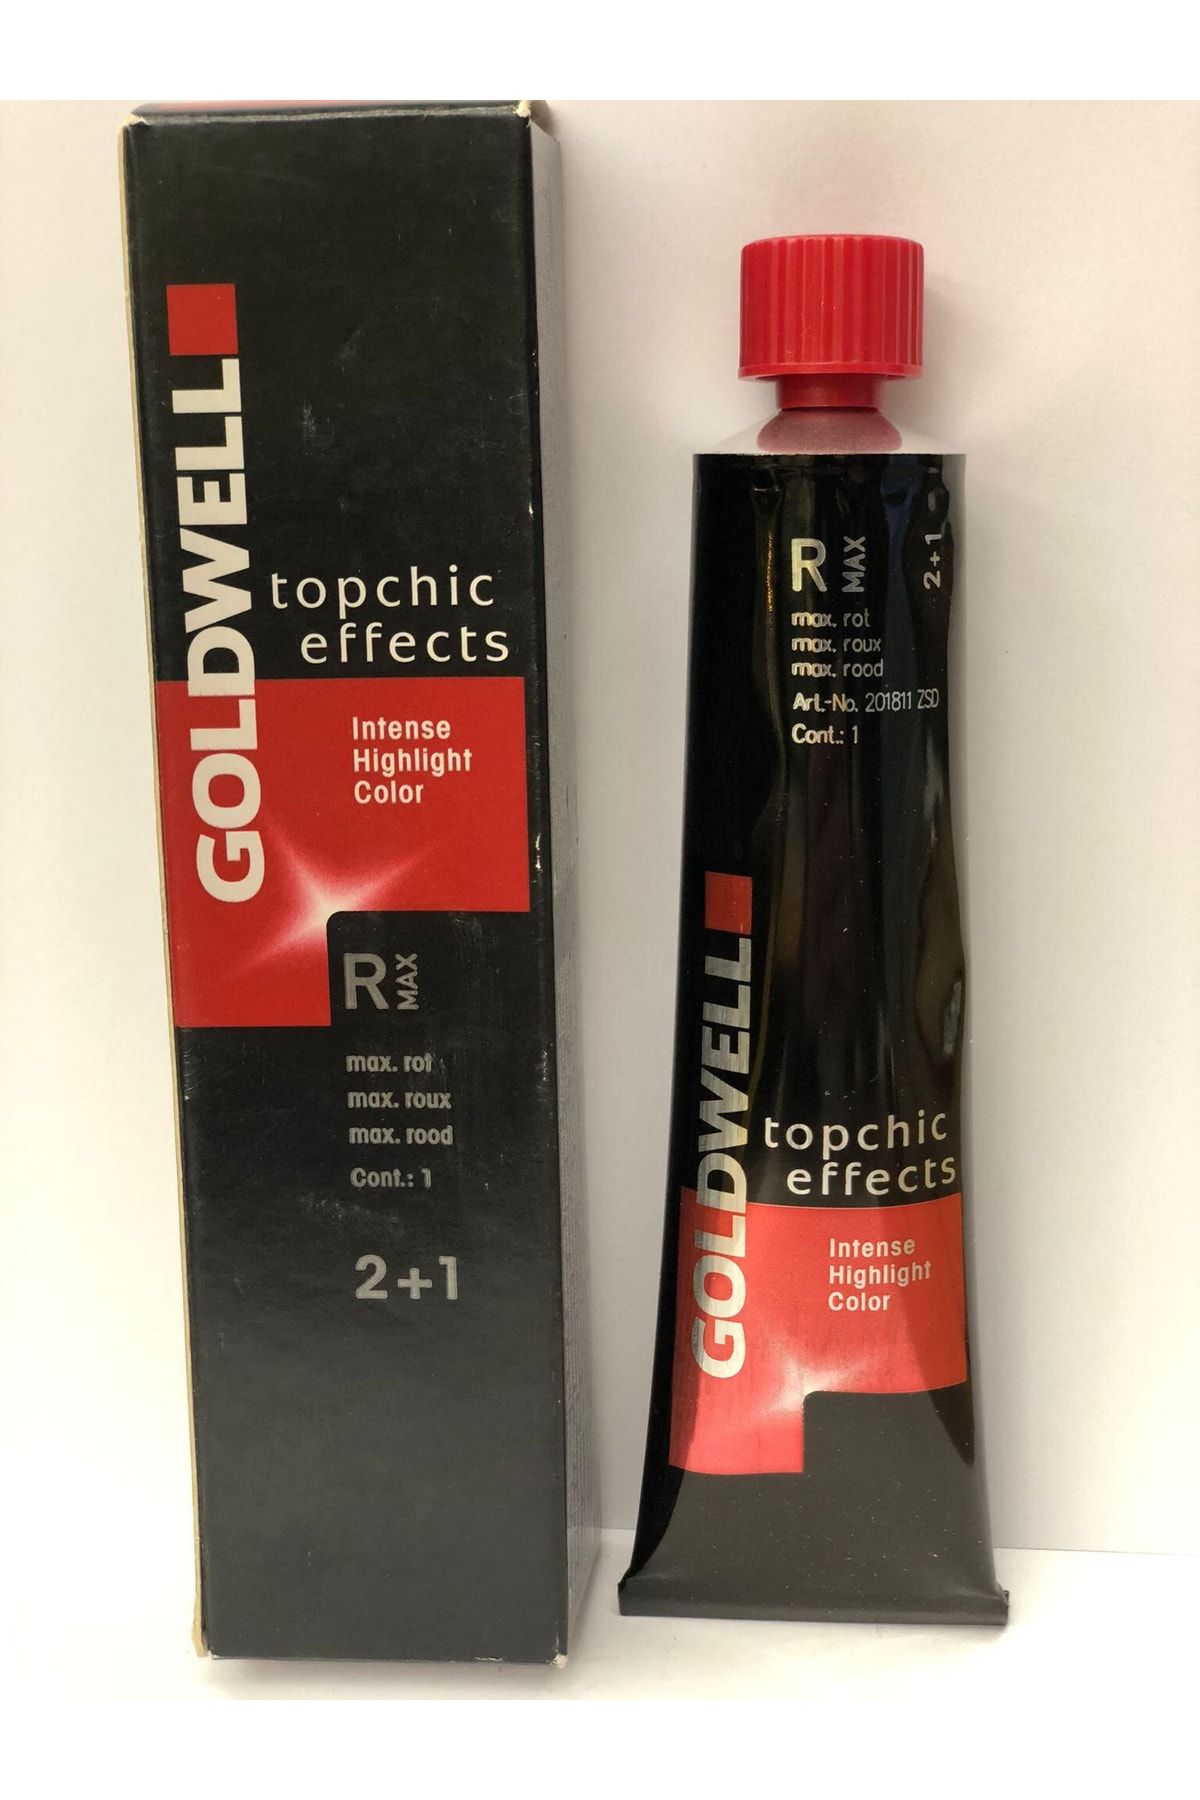 GOLDWELL
topchic
effects
Intense
Highlight
Color
R MAX
max. rot
max. roux
max. rood
Cont.: 1
2+1
R MAX
2+1
max. rot
max. roux
max. rood
Art.-No. 201811 ZSD
Cont.: 1
GOLDWELL
topchic
effects
Intense
Highlight
Color